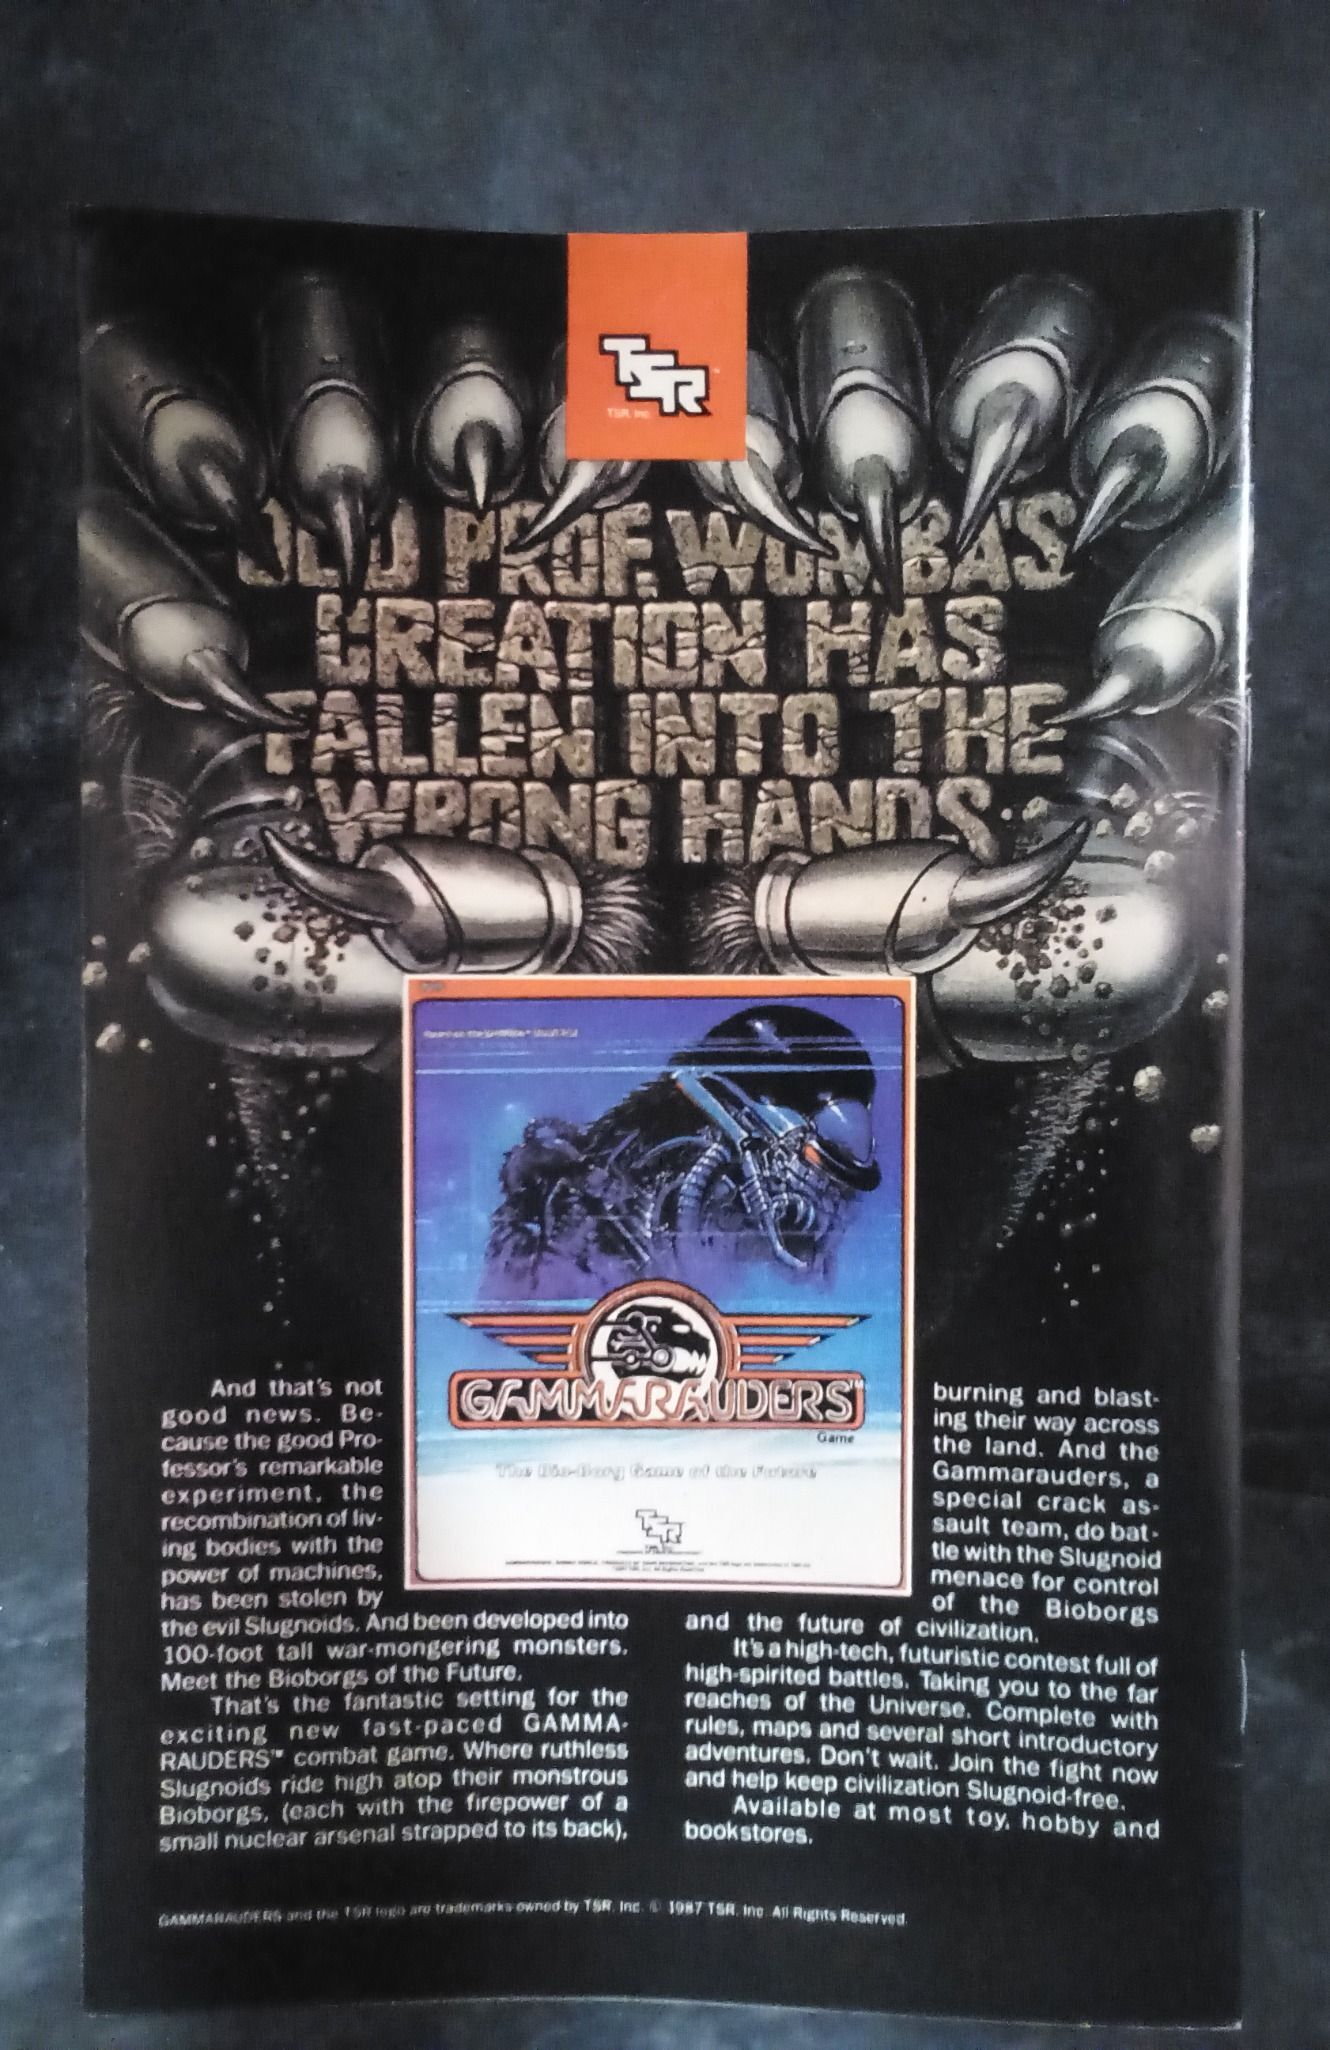 TSR
TSR, Inc.
OLD PROF. WOMBA'S
CREATION HAS
FALLEN INTO THE
WRONG HANDS.
GAMMARAUDERS™
Game
The Bio-Borg Game of the Future
TSR
And that's not
good news. Be-
cause the good Pro-
fessor's remarkable
experiment, the
recombination of liv-
ing bodies with the
power of machines,
has been stolen by
the evil Slugnoids. And been developed into
100-foot tall war-mongering monsters.
Meet the Bioborgs of the Future.
That's the fantastic setting for the
exciting new fast-paced GAMMA-
RAUDERS™ combat game. Where ruthless
Slugnoids ride high atop their monstrous
Bioborgs, (each with the firepower of a
small nuclear arsenal strapped to its back),
burning and blast-
ing their way across
the land. And the
Gammarauders, a
special crack as-
sault team, do bat-
tle with the Slugnoid
menace for control
of the Bioborgs
and the future of civilization.
It's a high-tech, futuristic contest full of
high-spirited battles. Taking you to the far
reaches of the Universe. Complete with
rules, maps and several short introductory
adventures. Don't wait. Join the fight now
and help keep civilization Slugnoid-free.
Available at most toy, hobby and
bookstores.
GAMMARAUDERS and the TSR logo are trademarks owned by TSR, Inc. © 1987 TSR, Inc. All Rights Reserved.